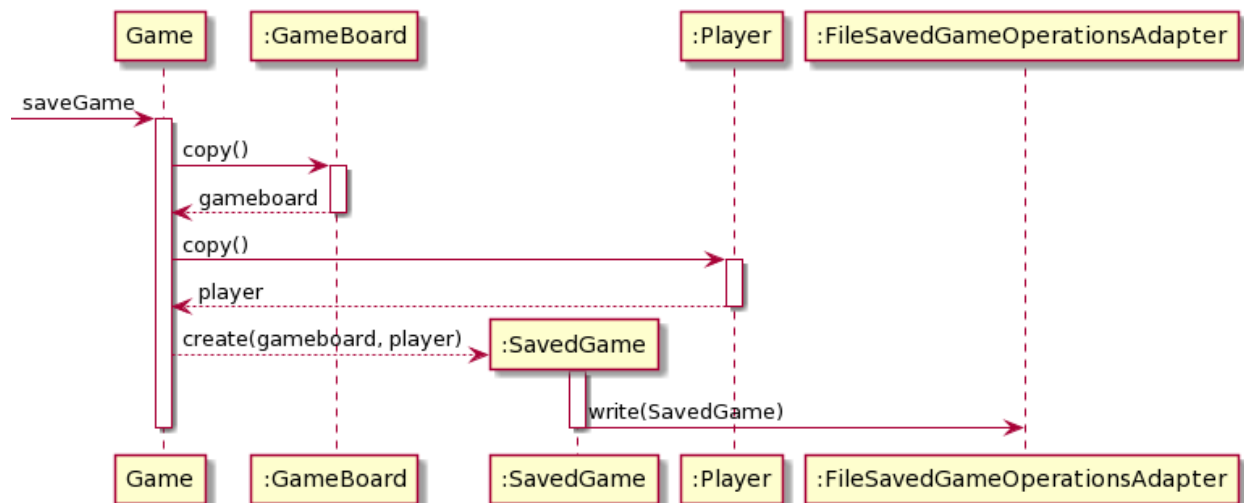 Game
:GameBoard
:Player
:FileSavedGameOperationsAdapter
saveGame
copy()
gameboard
copy()
player
create(gameboard, player)
:SavedGame
write(SavedGame)
Game
:GameBoard
:SavedGame
:Player
:FileSavedGameOperationsAdapter